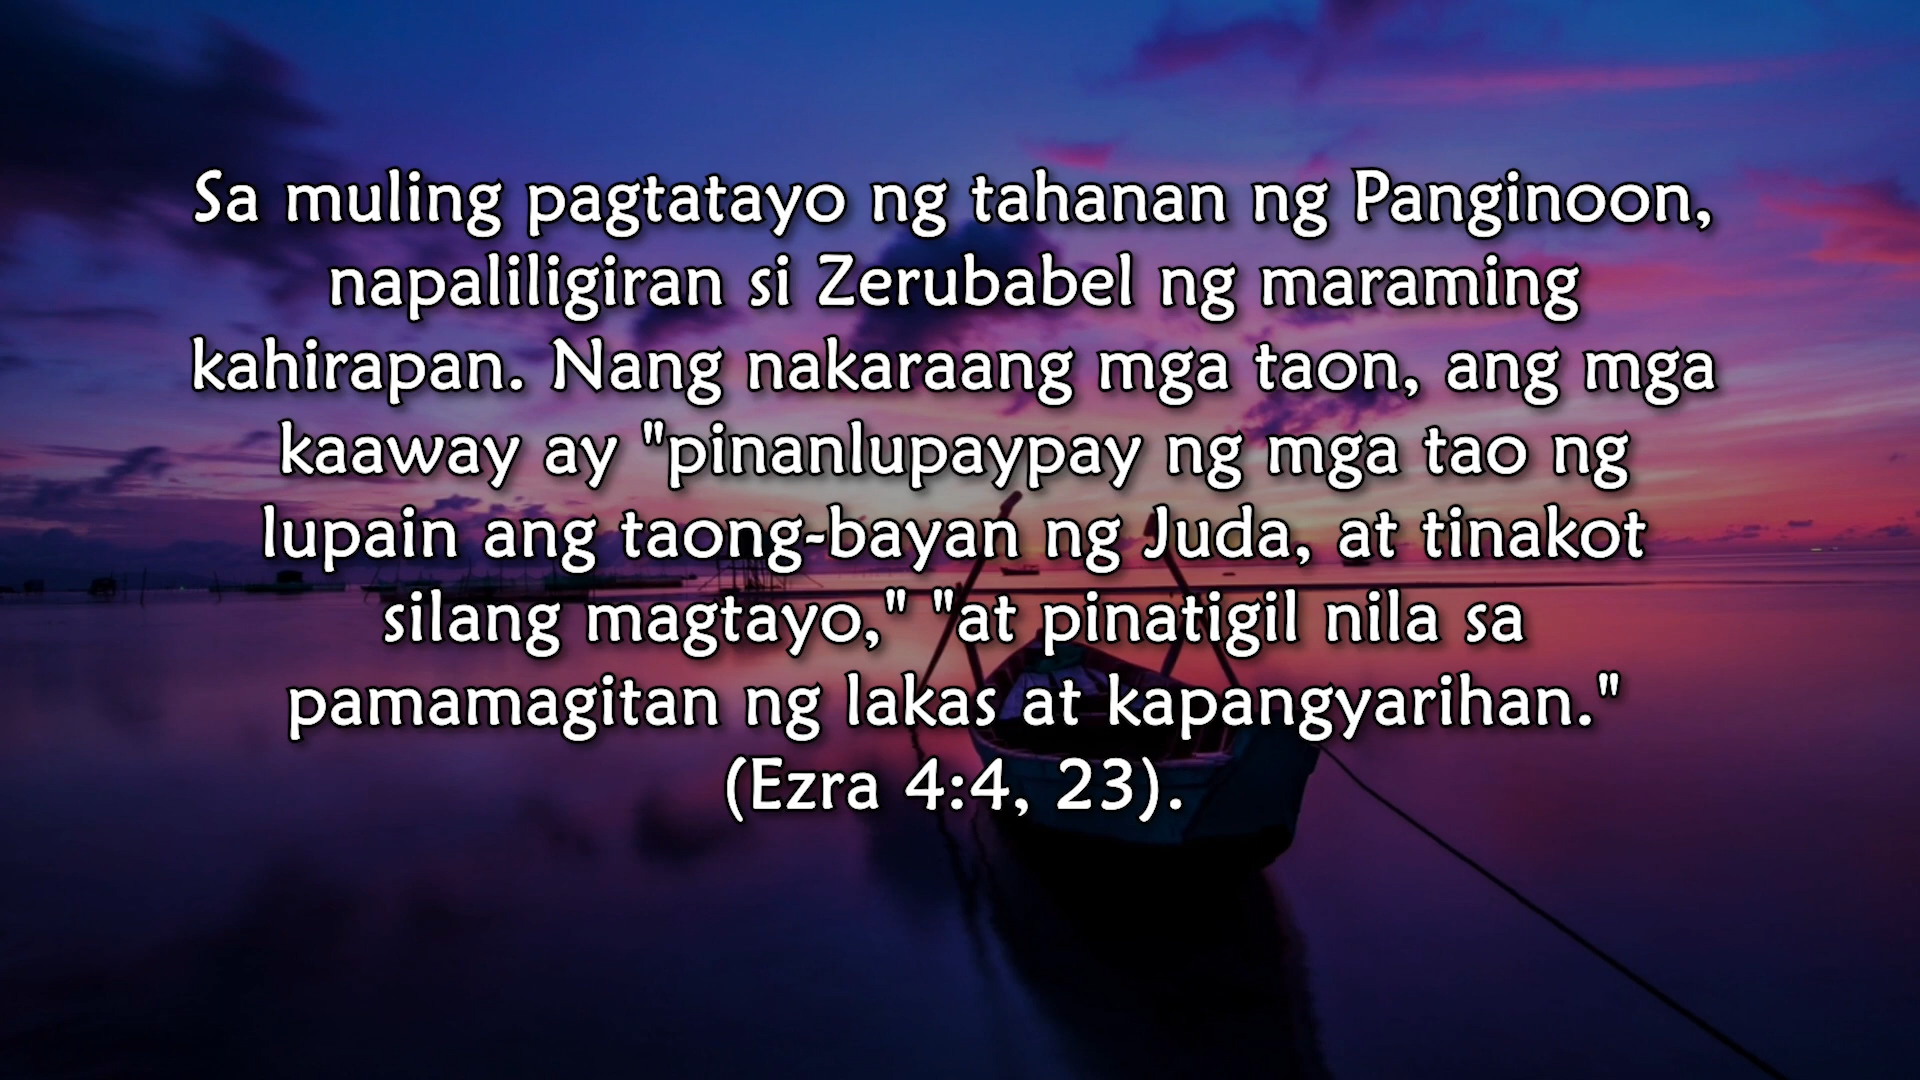 Sa muling pagtatayo ng tahanan ng Panginoon,
napaliligiran si Zerubabel ng maraming
kahirapan. Nang nakaraang mga taon, ang mga
kaaway ay "pinanlupaypay ng mga tao ng
lupain ang taong-bayan ng Juda, at tinakot
silang magtayo," "at pinatigil nila sa
pamamagitan ng lakas at kapangyarihan."
(Ezra 4:4, 23).